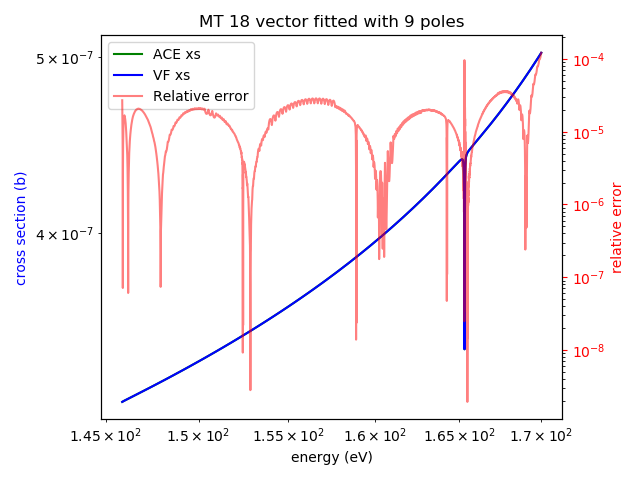 MT 18 vector fitted with 9 poles
ACE xs
VF xs
Relative error
5 × 10⁻⁷
4 × 10⁻⁷
cross section (b)
10⁻⁴
10⁻⁵
10⁻⁶
10⁻⁷
10⁻⁸
relative error
1.45 × 10² 1.5 × 10² 1.55 × 10² 1.6 × 10² 1.65 × 10² 1.7 × 10²
energy (eV)